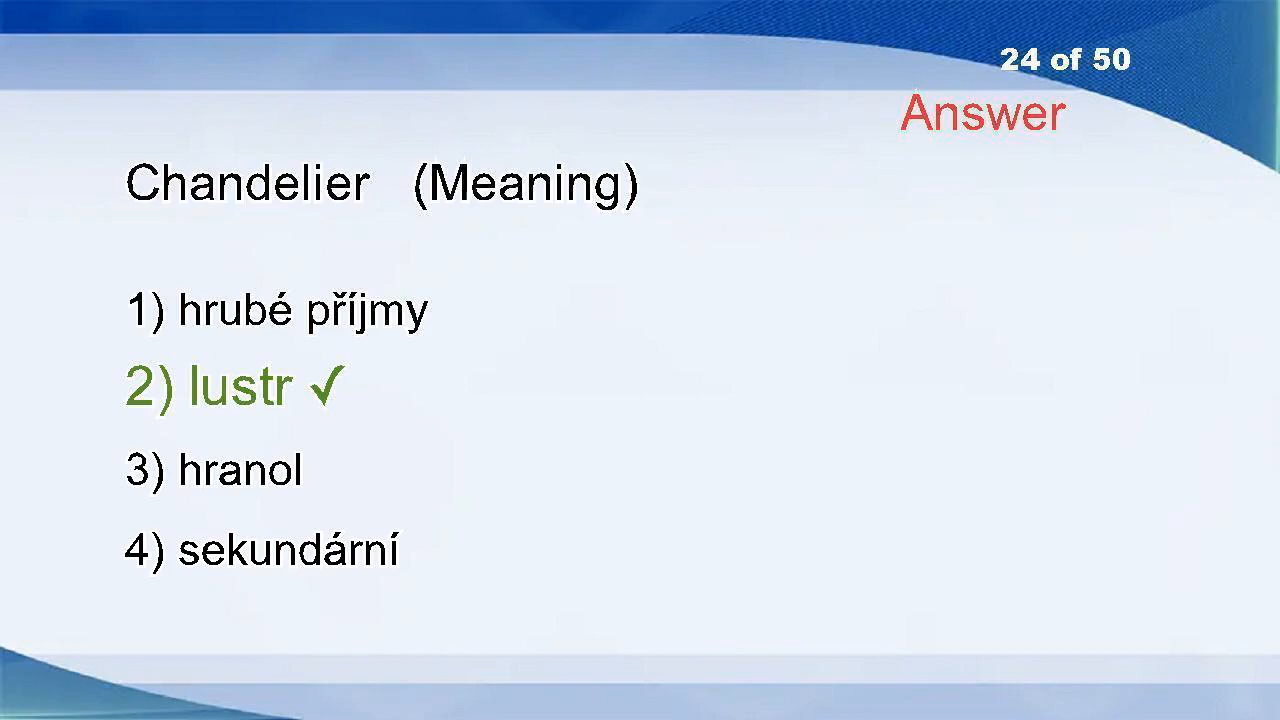 24 of 50
Answer
Chandelier (Meaning)
1) hrubé příjmy
2) lustr ✓
3) hranol
4) sekundární